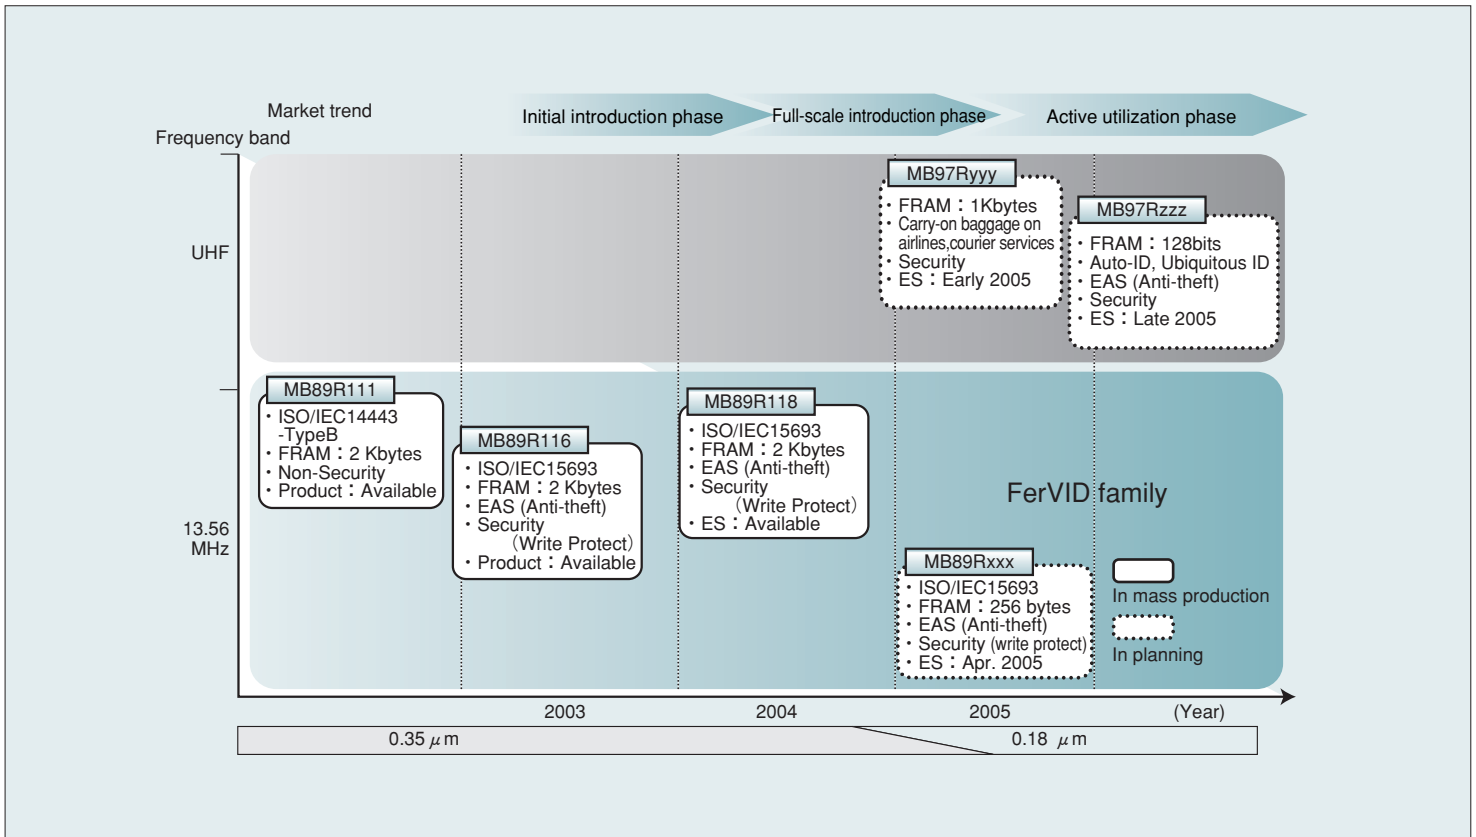 Market trend
Initial introduction phase
Full-scale introduction phase
Active utilization phase
Frequency band
UHF
MB97Ryyy
・FRAM：1Kbytes
・Carry-on baggage on
airlines,courier services
・Security
・ES：Early 2005
MB97Rzzz
・FRAM：128bits
・Auto-ID, Ubiquitous ID
・EAS (Anti-theft)
・Security
・ES：Late 2005
13.56
MHz
MB89R111
・ISO/IEC14443
-TypeB
・FRAM：2 Kbytes
・Non-Security
・Product：Available
MB89R116
・ISO/IEC15693
・FRAM：2 Kbytes
・EAS (Anti-theft)
・Security
（Write Protect）
・Product：Available
MB89R118
・ISO/IEC15693
・FRAM：2 Kbytes
・EAS (Anti-theft)
・Security
（Write Protect）
・ES：Available
FerVID family
MB89Rxxx
・ISO/IEC15693
・FRAM：256 bytes
・EAS (Anti-theft)
・Security (write protect)
・ES：Apr. 2005
In mass production
In planning
2003
2004
2005
(Year)
0.35 μm
0.18 μm